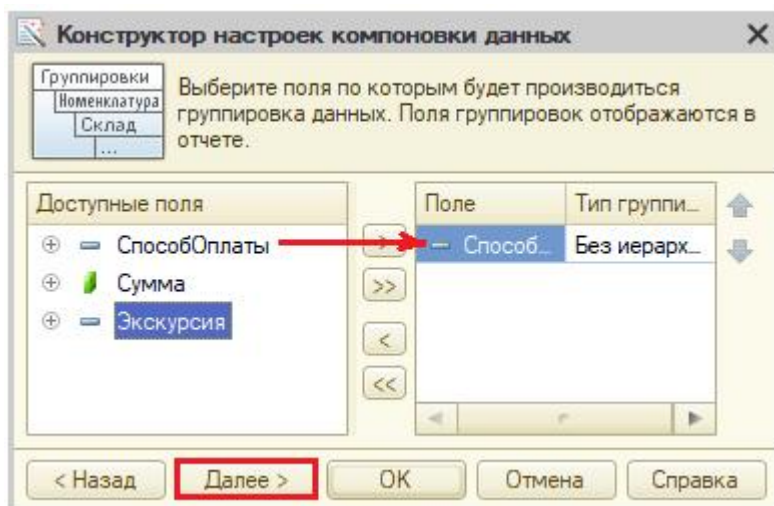 Конструктор настроек компоновки данных
Группировки
Номенклатура
Склад
...
Выберите поля по которым будет производиться
группировка данных. Поля группировок отображаются в
отчете.
Доступные поля
СпособОплаты
Сумма
Экскурсия
>
>>
<
<<
Поле Тип группи...
Способ... Без иерарх...
< Назад Далее > OK Отмена Справка